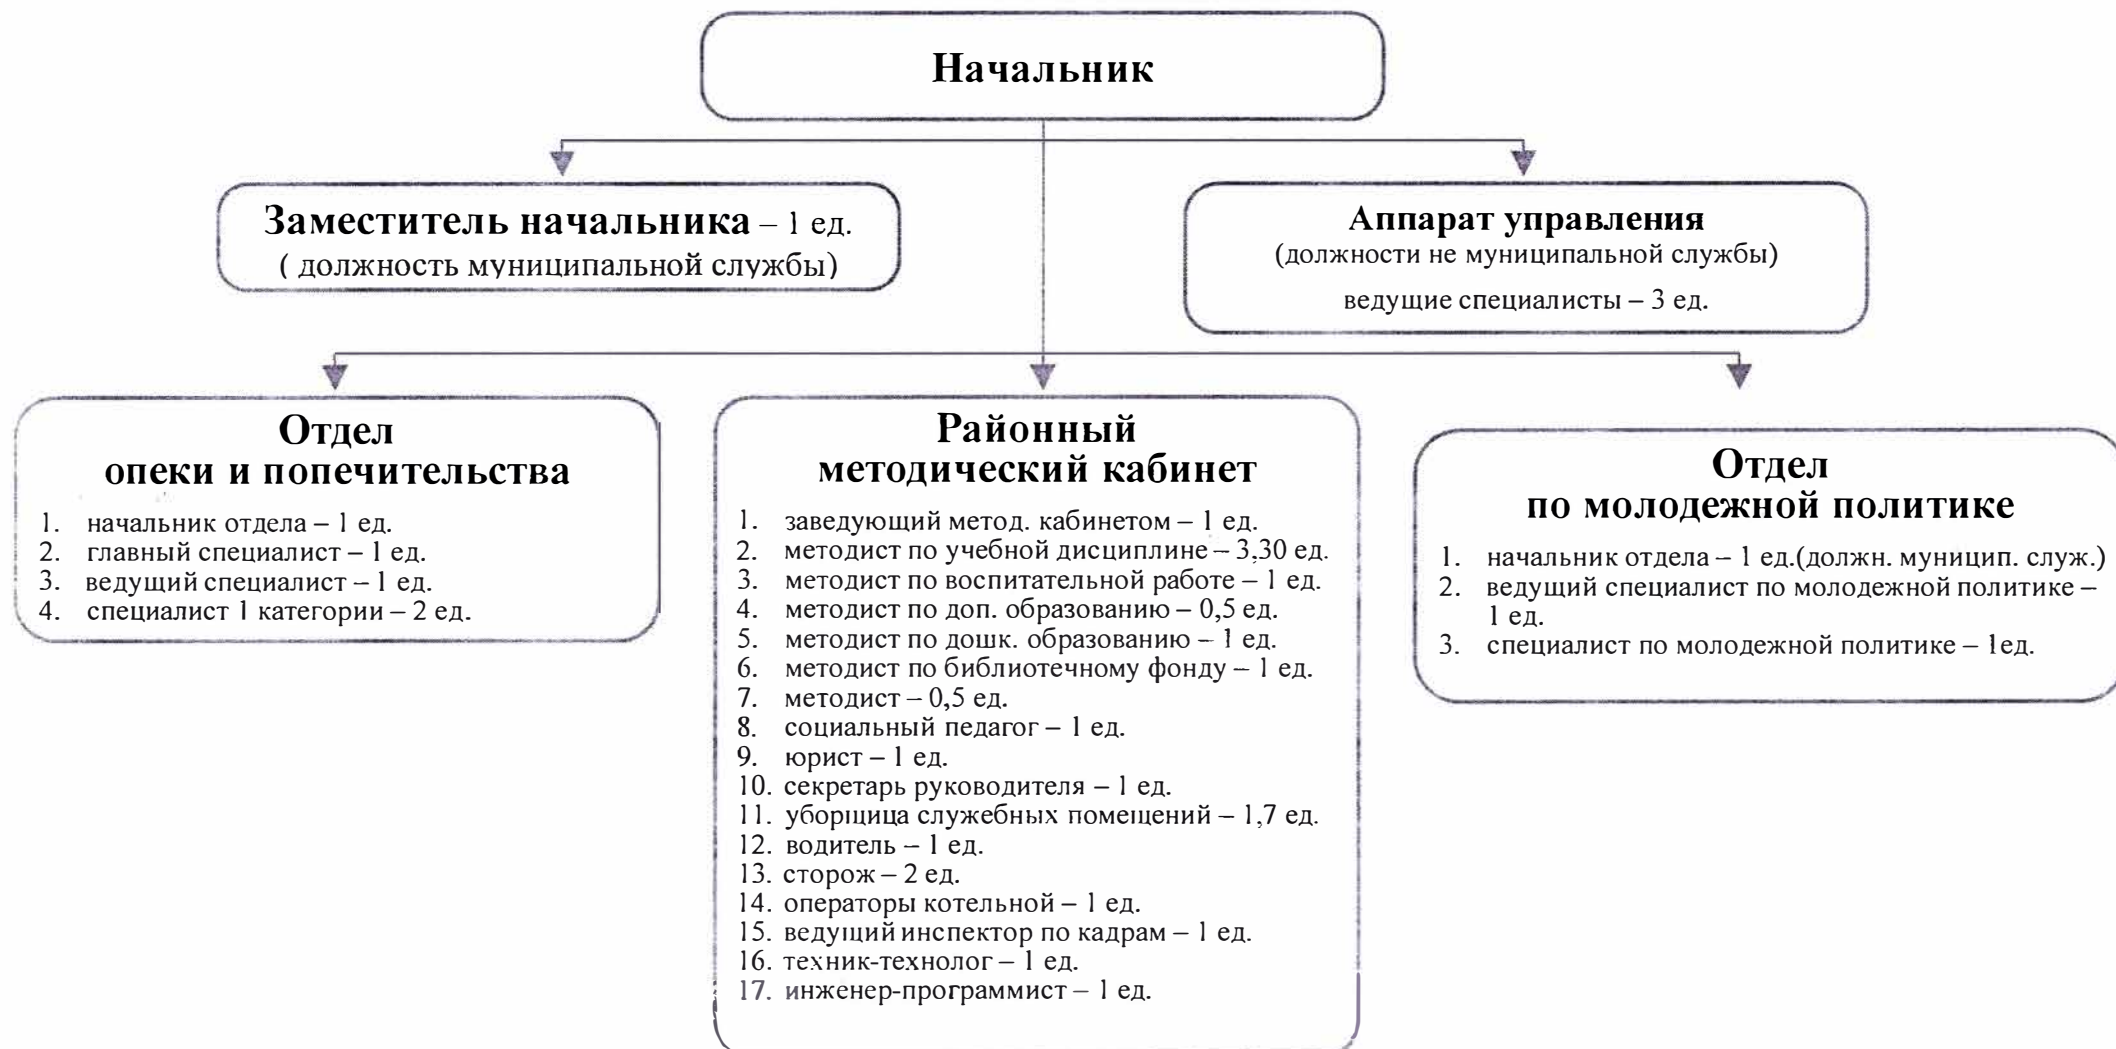 Начальник
Заместитель начальника – 1 ед.
( должность муниципальной службы)
Аппарат управления
(должности не муниципальной службы)
ведущие специалисты – 3 ед.
Отдел
опеки и попечительства
1. начальник отдела – 1 ед.
2. главный специалист – 1 ед.
3. ведущий специалист – 1 ед.
4. специалист 1 категории – 2 ед.
Районный
методический кабинет
1. заведующий метод. кабинетом – 1 ед.
2. методист по учебной дисциплине – 3,30 ед.
3. методист по воспитательной работе – 1 ед.
4. методист по доп. образованию – 0,5 ед.
5. методист по дошк. образованию – 1 ед.
6. методист по библиотечному фонду – 1 ед.
7. методист – 0,5 ед.
8. социальный педагог – 1 ед.
9. юрист – 1 ед.
10. секретарь руководителя – 1 ед.
11. уборщица служебных помещений – 1,7 ед.
12. водитель – 1 ед.
13. сторож – 2 ед.
14. операторы котельной – 1 ед.
15. ведущий инспектор по кадрам – 1 ед.
16. техник-технолог – 1 ед.
17. инженер-программист – 1 ед.
Отдел
по молодежной политике
1. начальник отдела – 1 ед.(должн. муницип. служ.)
2. ведущий специалист по молодежной политике –
1 ед.
3. специалист по молодежной политике – 1ед.